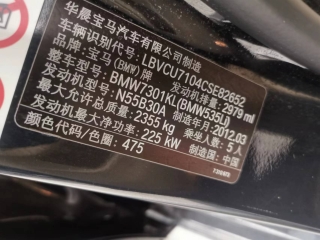 华晨宝马汽车有限公司制造
车辆识别代号: LBVCU7104CSE82652
品牌: 宝马(BMW)牌 发动机排量: 2979 ml
整车型号: BMW7301KL(BMW535Li)
发动机型号: N55B30A 制造年月: 2012.03
最大允许总质量: 2355 kg 乘坐人数: 5人
发动机最大净功率: 225 kW 制造国: 中国
颜色代码/色圈: 475